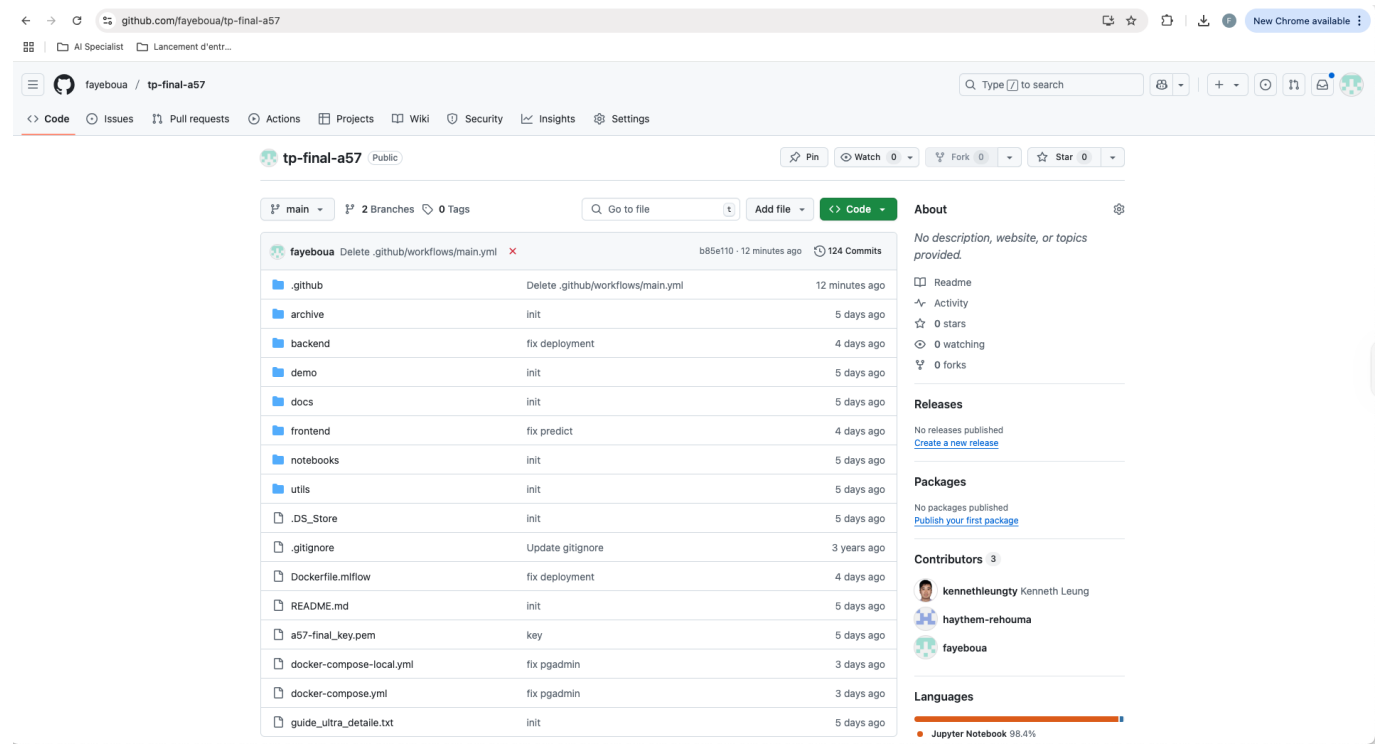 github.com/fayeboua/tp-final-a57
F
New Chrome available
AI Specialist
Lancement d'entr...
fayeboua / tp-final-a57
Type / to search
Code
Issues
Pull requests
Actions
Projects
Wiki
Security
Insights
Settings
tp-final-a57 Public
Pin
Watch 0
Fork 0
Star 0
main
2 Branches
0 Tags
Go to file t
Add file
Code
fayeboua Delete .github/workflows/main.yml
b85e110 · 12 minutes ago
124 Commits
.github Delete .github/workflows/main.yml 12 minutes ago
archive init 5 days ago
backend fix deployment 4 days ago
demo init 5 days ago
docs init 5 days ago
frontend fix predict 4 days ago
notebooks init 5 days ago
utils init 5 days ago
.DS_Store init 5 days ago
.gitignore Update gitignore 3 years ago
Dockerfile.mlflow fix deployment 4 days ago
README.md init 5 days ago
a57-final_key.pem key 5 days ago
docker-compose-local.yml fix pgadmin 3 days ago
docker-compose.yml fix pgadmin 3 days ago
guide_ultra_detaile.txt init 5 days ago
About
No description, website, or topics
provided.
Readme
Activity
0 stars
0 watching
0 forks
Releases
No releases published
Create a new release
Packages
No packages published
Publish your first package
Contributors 3
kennethleungty Kenneth Leung
haythem-rehouma
fayeboua
Languages
Jupyter Notebook 98.4%